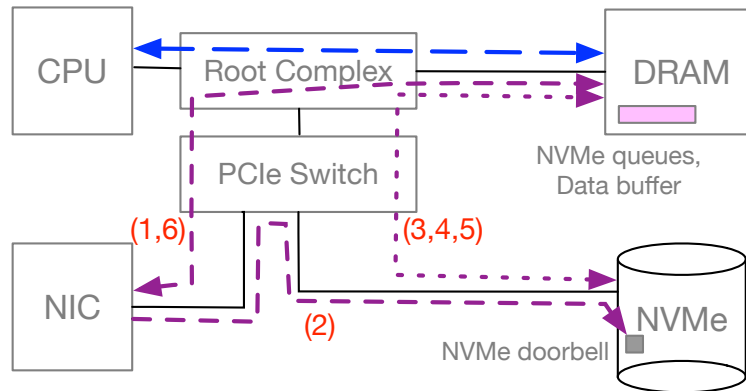 CPU
Root Complex
DRAM
NVMe queues,
Data buffer
PCIe Switch
(1,6)
(3,4,5)
NIC
(2)
NVMe
NVMe doorbell